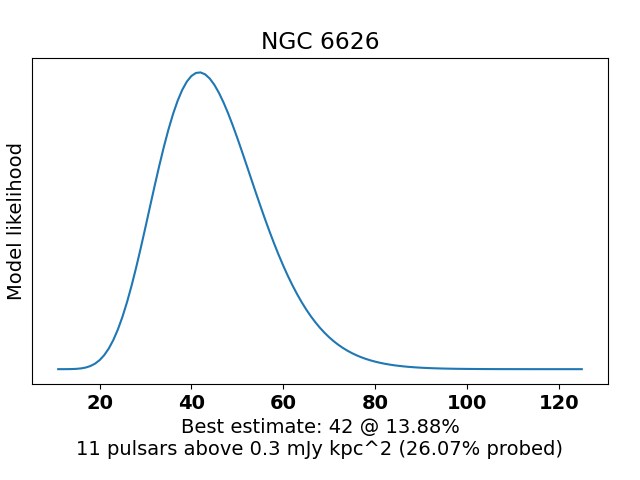 NGC 6626
Model likelihood
20 40 60 80 100 120
Best estimate: 42 @ 13.88%
11 pulsars above 0.3 mJy kpc^2 (26.07% probed)